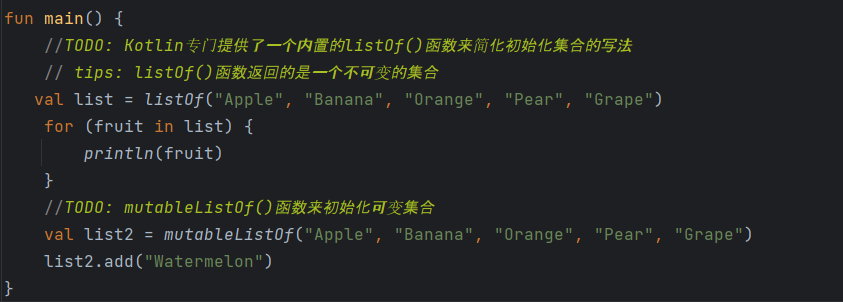 fun main() {
//TODO: Kotlin专门提供了一个内置的listOf()函数来简化初始化集合的写法
// tips: listOf()函数返回的是一个不可变的集合
val list = listOf("Apple", "Banana", "Orange", "Pear", "Grape")
for (fruit in list) {
println(fruit)
}
//TODO: mutableListOf()函数来初始化可变集合
val list2 = mutableListOf("Apple", "Banana", "Orange", "Pear", "Grape")
list2.add("Watermelon")
}